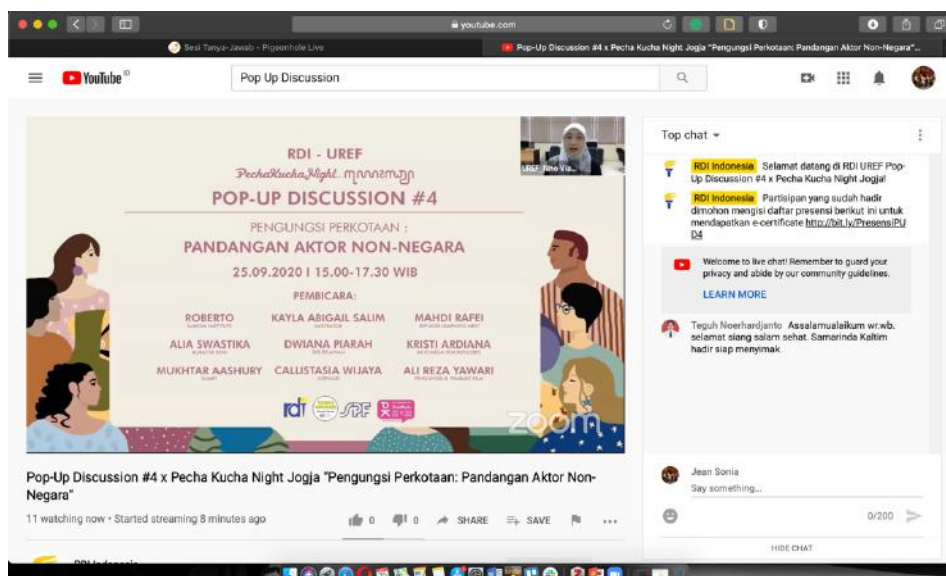 youtube.com
Sesi Tanya-Jawab - Pigeonhole Live
Pop-Up Discussion #4 x Pecha Kucha Night Jogja "Pengungsi Perkotaan: Pandangan Aktor Non-Negara"...
YouTube ID
Pop Up Discussion
RDI - UREF
PechaKucha Night
POP-UP DISCUSSION #4
PENGUNGSI PERKOTAAN :
PANDANGAN AKTOR NON-NEGARA
25.09.2020 I 15.00-17.30 WIB
PEMBICARA:
ROBERTO
KAYLA ABIGAIL SALIM
MAHDI RAFEI
ALIA SWASTIKA
DWIANA PIARAH
KRISTI ARDIANA
MUKHTAR AASHURY
CALLISTASIA WIJAYA
ALI REZA YAWARI
rdi
zoom
Pop-Up Discussion #4 x Pecha Kucha Night Jogja "Pengungsi Perkotaan: Pandangan Aktor Non-
Negara"
11 watching now • Started streaming 8 minutes ago
0
0
SHARE
SAVE
Top chat
RDI Indonesia Selamat datang di RDI UREF Pop-
Up Discussion #4 x Pecha Kucha Night Jogja!
RDI Indonesia Partisipan yang sudah hadir
dimohon mengisi daftar presensi berikut ini untuk
mendapatkan e-certificate http://bit.ly/PresensiPU
D4
Welcome to live chat! Remember to guard your
privacy and abide by our community guidelines.
LEARN MORE
Teguh Noerhardjanto Assalamualaikum wr.wb.
selamat siang salam sehat. Samarinda Kaltim
hadir siap menyimak
Jean Sonia
Say something...
0/200
HIDE CHAT